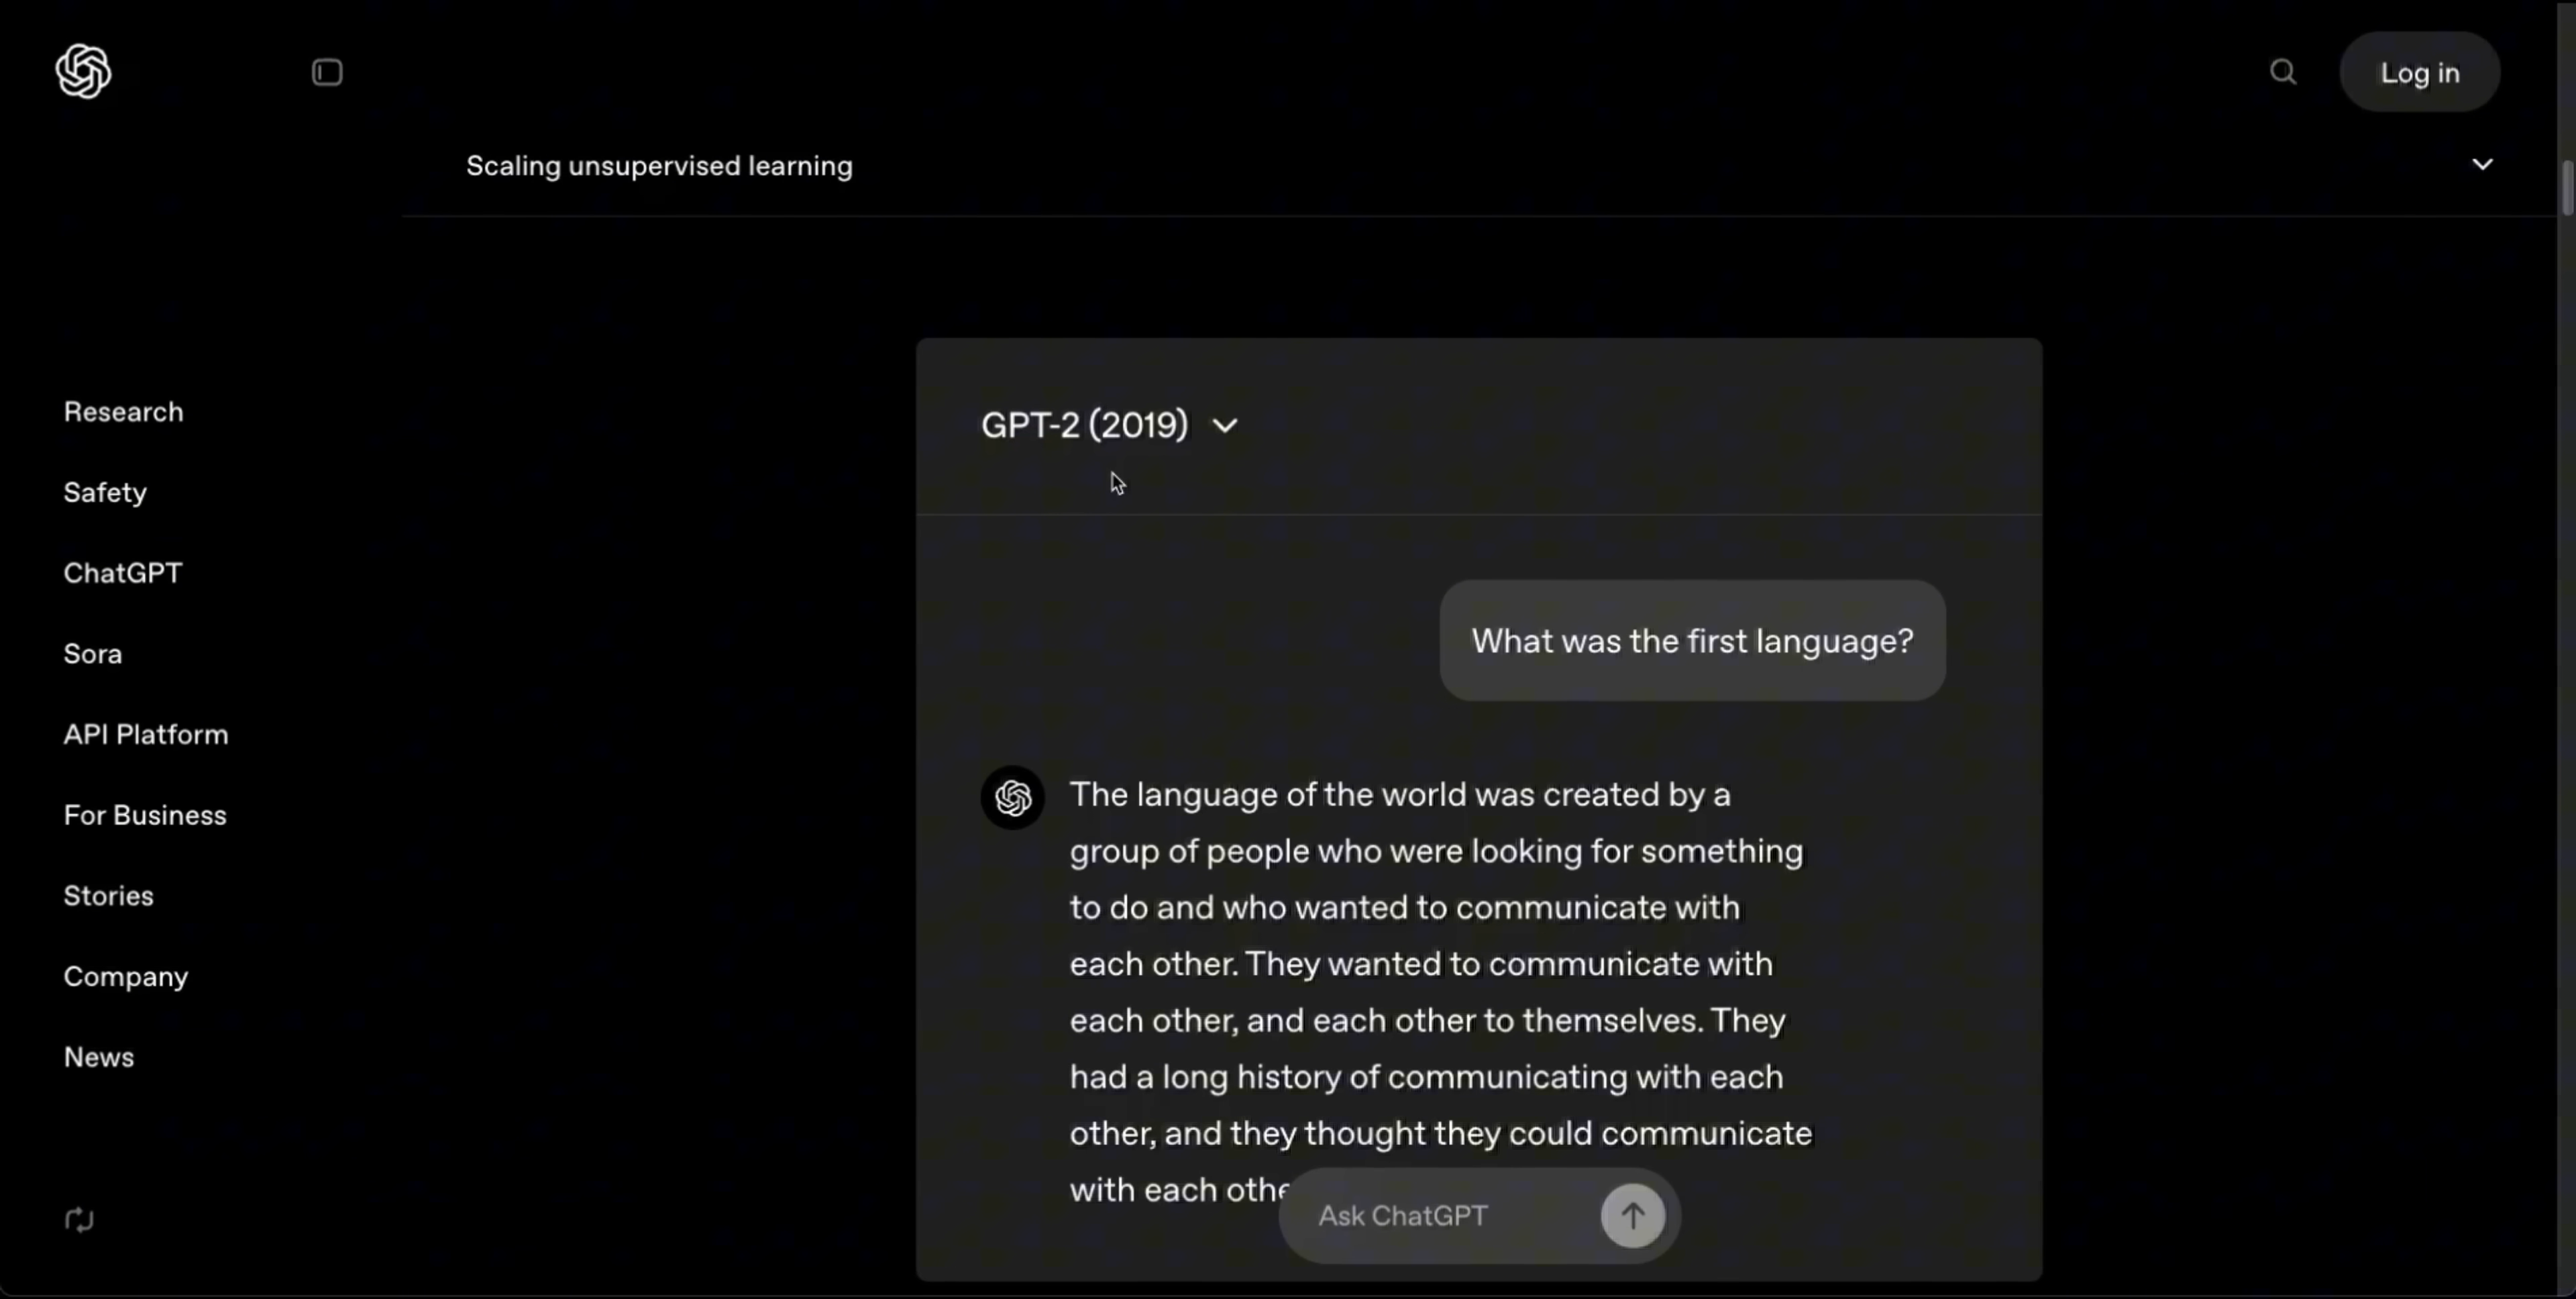 Log in
Scaling unsupervised learning
Research
Safety
ChatGPT
Sora
API Platform
For Business
Stories
Company
News
GPT-2 (2019)
What was the first language?
The language of the world was created by a
group of people who were looking for something
to do and who wanted to communicate with
each other. They wanted to communicate with
each other, and each other to themselves. They
had a long history of communicating with each
other, and they thought they could communicate
with each othe
Ask ChatGPT